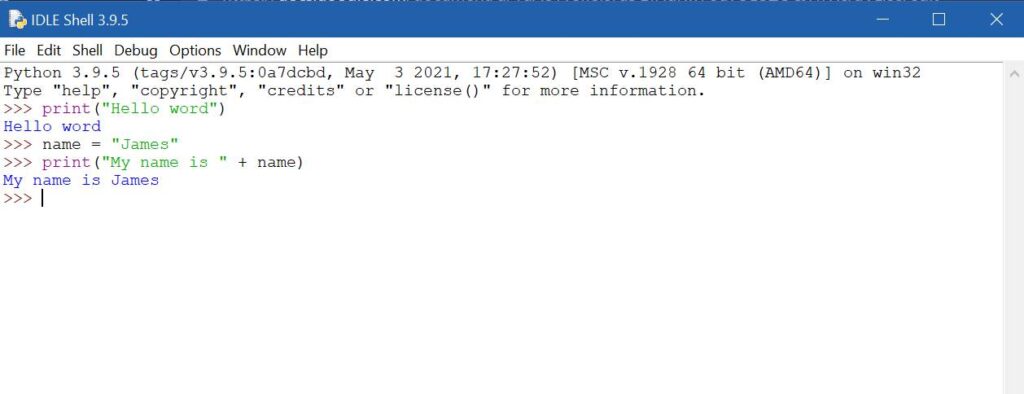 IDLE Shell 3.9.5
File Edit Shell Debug Options Window Help
Python 3.9.5 (tags/v3.9.5:0a7dcbd, May  3 2021, 17:27:52) [MSC v.1928 64 bit (AMD64)] on win32
Type "help", "copyright", "credits" or "license()" for more information.
>>> print("Hello word")
Hello word
>>> name = "James"
>>> print("My name is " + name)
My name is James
>>>